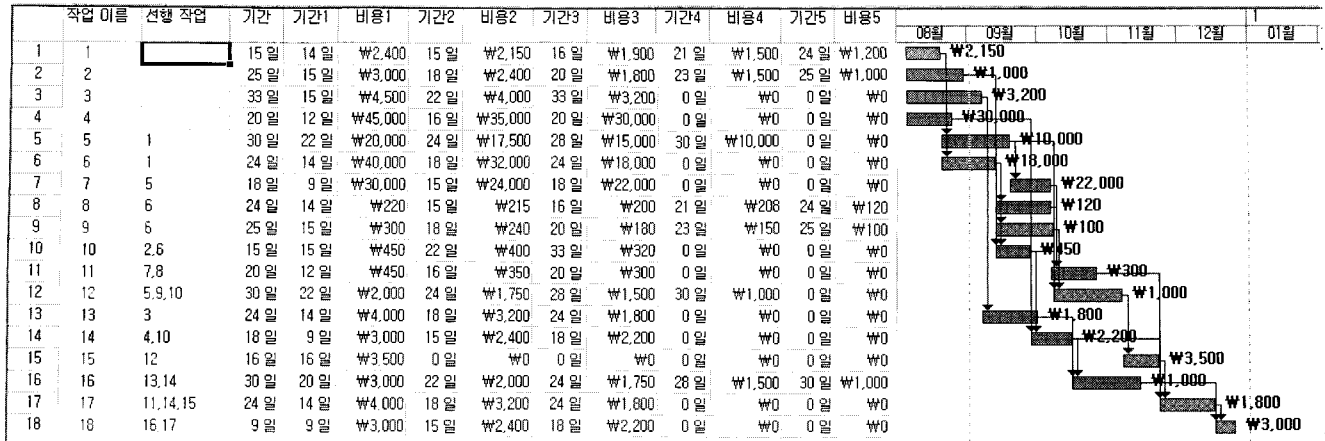 작업 이름 선행 작업 기간 기간1 비용1 기간2 비용2 기간3 비용3 기간4 비용4 기간5 비용5 1
08월 09월 10월 11월 12월 01월
1 1 15 일 14 일 ₩2,400 15 일 ₩2,150 16 일 ₩1,900 21 일 ₩1,500 24 일 ₩1,200 ₩2,150
2 2 25 일 15 일 ₩3,000 18 일 ₩2,400 20 일 ₩1,800 23 일 ₩1,500 25 일 ₩1,000 ₩1,000
3 3 33 일 15 일 ₩4,500 22 일 ₩4,000 33 일 ₩3,200 0 일 ₩0 0 일 ₩0 ₩3,200
4 4 20 일 12 일 ₩45,000 16 일 ₩35,000 20 일 ₩30,000 0 일 ₩0 0 일 ₩0 ₩30,000
5 5 1 30 일 22 일 ₩20,000 24 일 ₩17,500 28 일 ₩15,000 30 일 ₩10,000 0 일 ₩0 ₩10,000
6 6 1 24 일 14 일 ₩40,000 18 일 ₩32,000 24 일 ₩18,000 0 일 ₩0 0 일 ₩0 ₩18,000
7 7 5 18 일 9 일 ₩30,000 15 일 ₩24,000 18 일 ₩22,000 0 일 ₩0 0 일 ₩0 ₩22,000
8 8 6 24 일 14 일 ₩220 15 일 ₩215 16 일 ₩200 21 일 ₩208 24 일 ₩120 ₩120
9 9 6 25 일 15 일 ₩300 18 일 ₩240 20 일 ₩180 23 일 ₩150 25 일 ₩100 ₩100
10 10 2,6 15 일 15 일 ₩450 22 일 ₩400 33 일 ₩320 0 일 ₩0 0 일 ₩0 ₩450
11 11 7,8 20 일 12 일 ₩450 16 일 ₩350 20 일 ₩300 0 일 ₩0 0 일 ₩0 ₩300
12 12 5,9,10 30 일 22 일 ₩2,000 24 일 ₩1,750 28 일 ₩1,500 30 일 ₩1,000 0 일 ₩0 ₩1,000
13 13 3 24 일 14 일 ₩4,000 18 일 ₩3,200 24 일 ₩1,800 0 일 ₩0 0 일 ₩0 ₩1,800
14 14 4,10 18 일 9 일 ₩3,000 15 일 ₩2,400 18 일 ₩2,200 0 일 ₩0 0 일 ₩0 ₩2,200
15 15 12 16 일 16 일 ₩3,500 0 일 ₩0 0 일 ₩0 0 일 ₩0 0 일 ₩0 ₩3,500
16 16 13,14 30 일 20 일 ₩3,000 22 일 ₩2,000 24 일 ₩1,750 28 일 ₩1,500 30 일 ₩1,000 ₩1,000
17 17 11,14,15 24 일 14 일 ₩4,000 18 일 ₩3,200 24 일 ₩1,800 0 일 ₩0 0 일 ₩0 ₩1,800
18 18 16,17 9 일 9 일 ₩3,000 15 일 ₩2,400 18 일 ₩2,200 0 일 ₩0 0 일 ₩0 ₩3,000